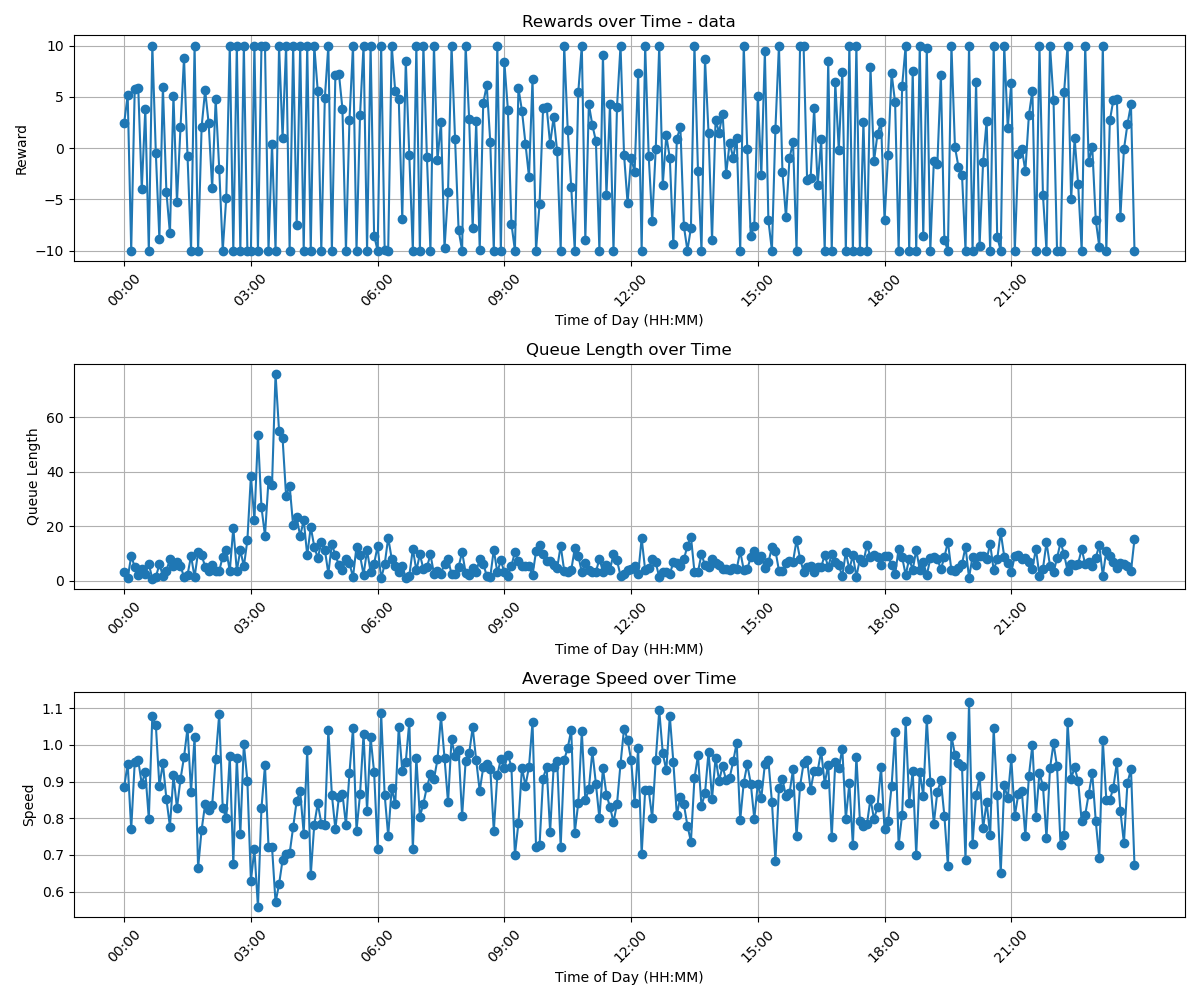 Rewards over Time - data
Reward
10
5
0
−5
−10
00:00 03:00 06:00 09:00 12:00 15:00 18:00 21:00
Time of Day (HH:MM)
Queue Length over Time
Queue Length
60
40
20
0
00:00 03:00 06:00 09:00 12:00 15:00 18:00 21:00
Time of Day (HH:MM)
Average Speed over Time
Speed
1.1
1.0
0.9
0.8
0.7
0.6
00:00 03:00 06:00 09:00 12:00 15:00 18:00 21:00
Time of Day (HH:MM)